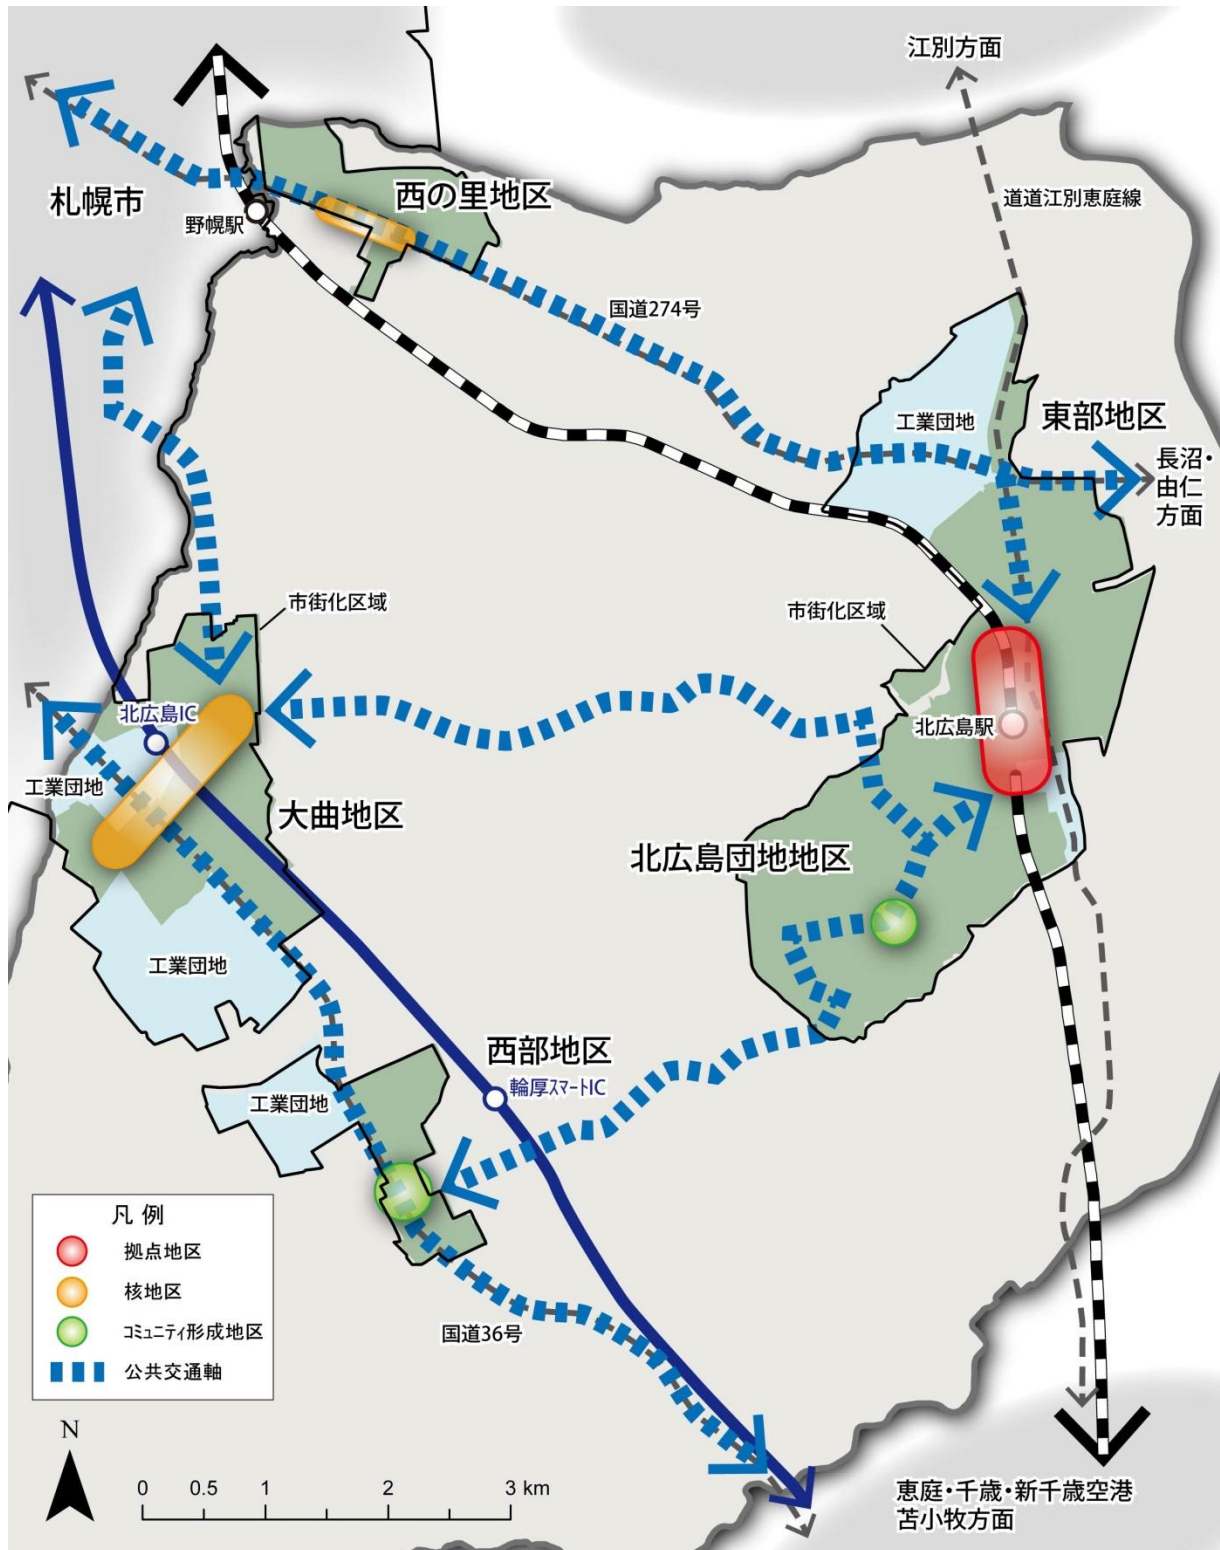 江別方面
道道江別恵庭線
札幌市
西の里地区
野幌駅
国道274号
工業団地
東部地区
長沼・
由仁
方面
市街化区域
市街化区域
北広島IC
北広島駅
工業団地
大曲地区
北広島団地地区
工業団地
西部地区
輪厚スマートIC
工業団地
凡 例
拠点地区
核地区
コミュニティ形成地区
公共交通軸
国道36号
N
0 0.5 1 2 3 km
恵庭・千歳・新千歳空港
苫小牧方面